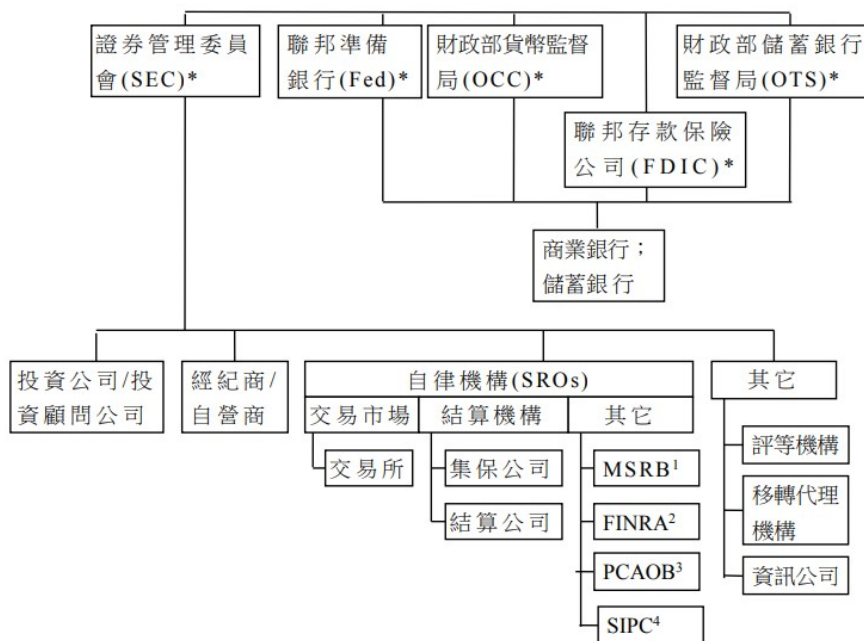 證券管理委員
會(SEC)*
聯邦準備
銀行(Fed)*
財政部貨幣監督
局(OCC)*
財政部儲蓄銀行
監督局(OTS)*
聯邦存款保險
公司(FDIC)*
商業銀行；
儲蓄銀行
投資公司/投
資顧問公司
經紀商/
自營商
自律機構(SROs)
交易市場
結算機構
其它
交易所
集保公司
結算公司
MSRB¹
FINRA²
PCAOB³
SIPC⁴
其它
評等機構
移轉代理
機構
資訊公司